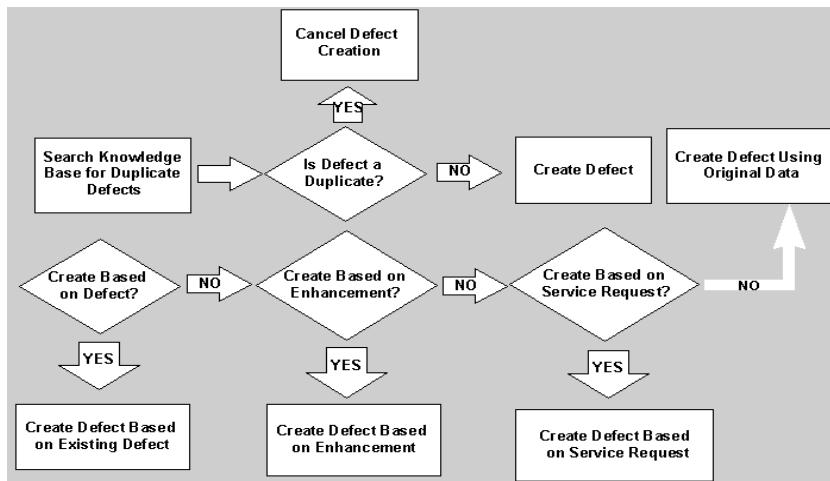 Cancel Defect
Creation
YES
Search Knowledge
Base for Duplicate
Defects
Is Defect a
Duplicate?
NO
Create Defect
Create Defect Using
Original Data
Create Based
on Defect?
NO
Create Based on
Enhancement?
NO
Create Based on
Service Request?
NO
YES
YES
YES
Create Defect Based
on Existing Defect
Create Defect Based
on Enhancement
Create Defect Based
on Service Request